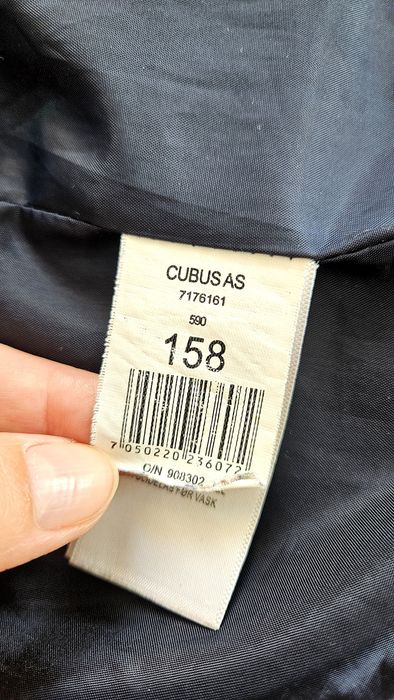 CUBUS AS
7176161
590
158
7 050220 236072
C/N 908302
FØR VASK